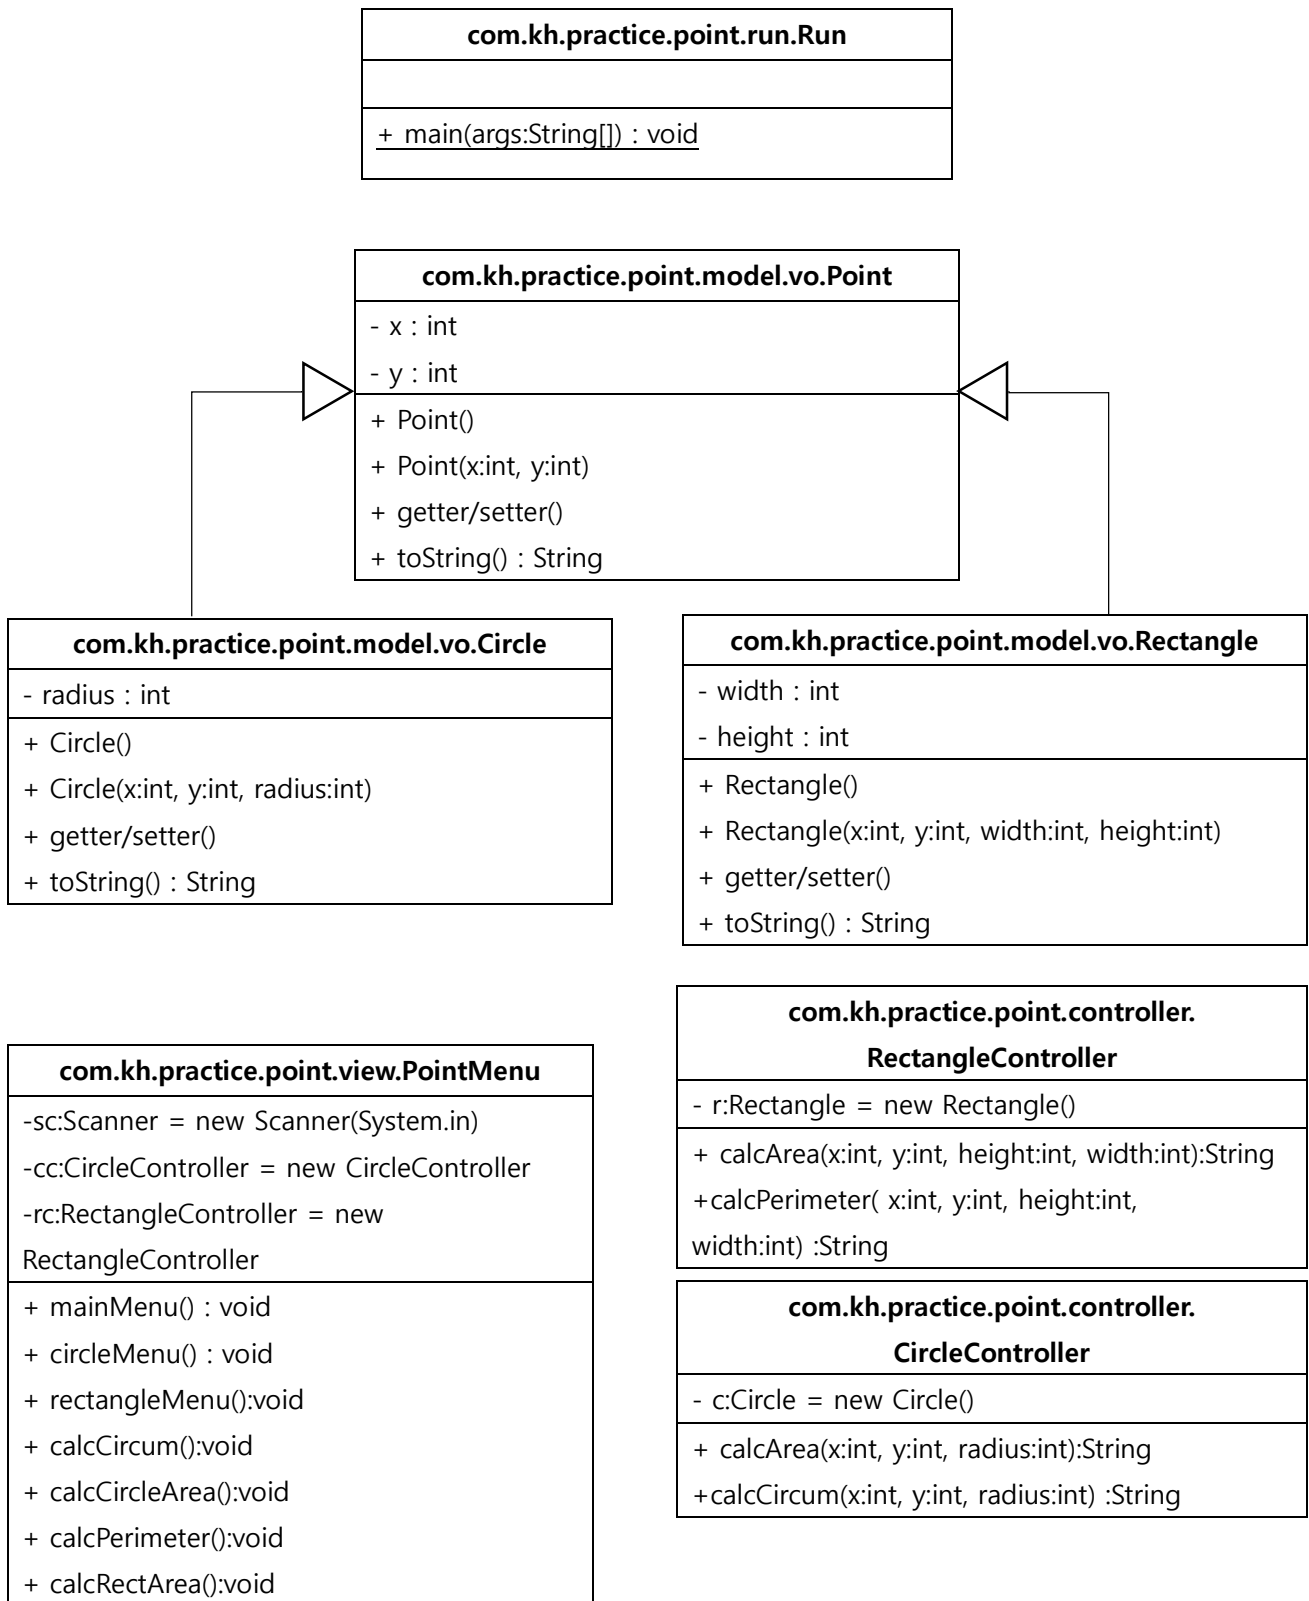 com.kh.practice.point.run.Run
+ main(args:String[]) : void
com.kh.practice.point.model.vo.Point
- x : int
- y : int
+ Point()
+ Point(x:int, y:int)
+ getter/setter()
+ toString() : String
com.kh.practice.point.model.vo.Circle
- radius : int
+ Circle()
+ Circle(x:int, y:int, radius:int)
+ getter/setter()
+ toString() : String
com.kh.practice.point.model.vo.Rectangle
- width : int
- height : int
+ Rectangle()
+ Rectangle(x:int, y:int, width:int, height:int)
+ getter/setter()
+ toString() : String
com.kh.practice.point.view.PointMenu
-sc:Scanner = new Scanner(System.in)
-cc:CircleController = new CircleController
-rc:RectangleController = new
RectangleController
+ mainMenu() : void
+ circleMenu() : void
+ rectangleMenu():void
+ calcCircum():void
+ calcCircleArea():void
+ calcPerimeter():void
+ calcRectArea():void
com.kh.practice.point.controller.
RectangleController
- r:Rectangle = new Rectangle()
+ calcArea(x:int, y:int, height:int, width:int):String
+calcPerimeter( x:int, y:int, height:int,
width:int) :String
com.kh.practice.point.controller.
CircleController
- c:Circle = new Circle()
+ calcArea(x:int, y:int, radius:int):String
+calcCircum(x:int, y:int, radius:int) :String